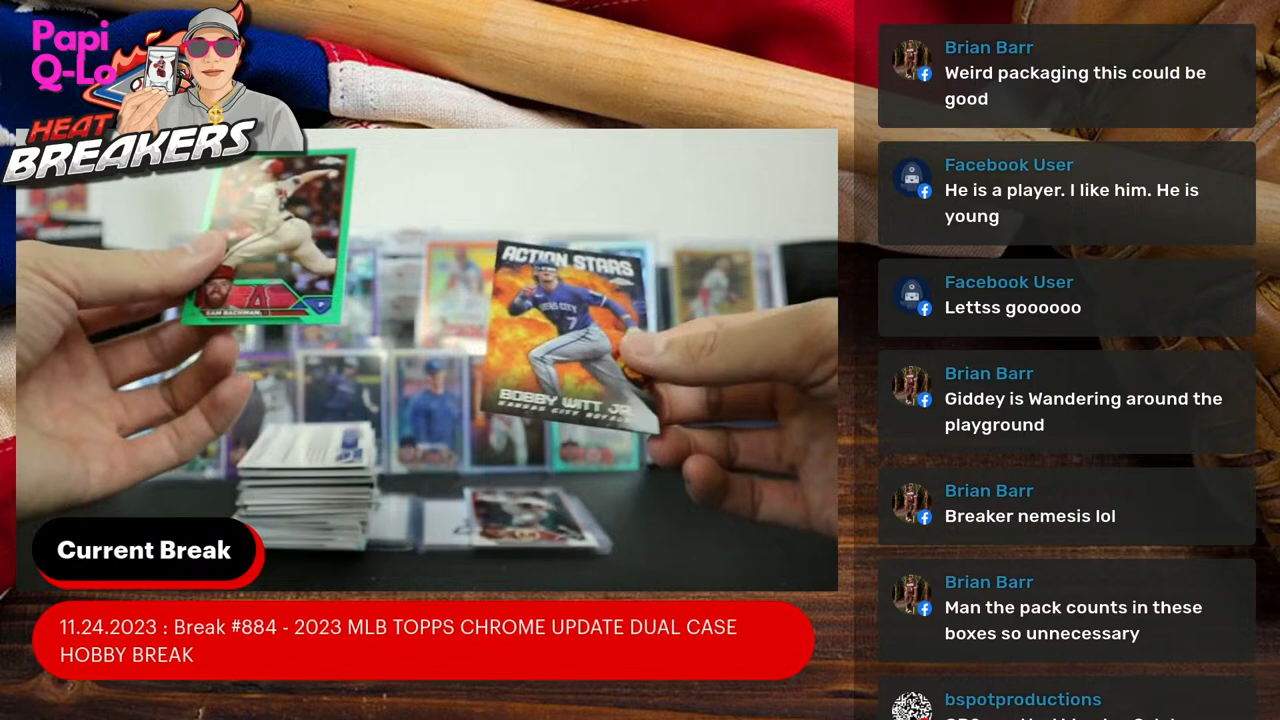 Papi
Q-Lo
HEAT
BREAKERS
ACTION STARS
7
BOBBY WITT JR.
KANSAS CITY ROYALS
SAM BACHMAN
Current Break
11.24.2023 : Break #884 - 2023 MLB TOPPS CHROME UPDATE DUAL CASE
HOBBY BREAK
Brian Barr
Weird packaging this could be
good
Facebook User
He is a player. I like him. He is
young
Facebook User
Lettss goooooo
Brian Barr
Giddey is Wandering around the
playground
Brian Barr
Breaker nemesis lol
Brian Barr
Man the pack counts in these
boxes so unnecessary
bspotproductions